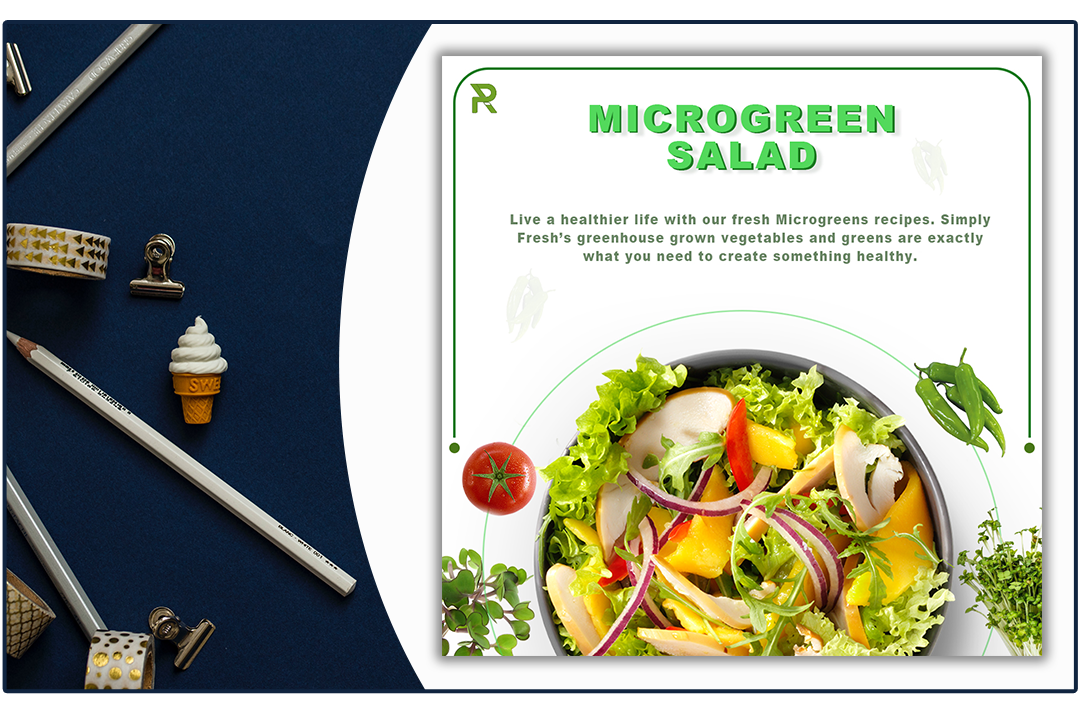 MICROGREEN
SALAD
Live a healthier life with our fresh Microgreens recipes. Simply
Fresh's greenhouse grown vegetables and greens are exactly
what you need to create something healthy.
SWE